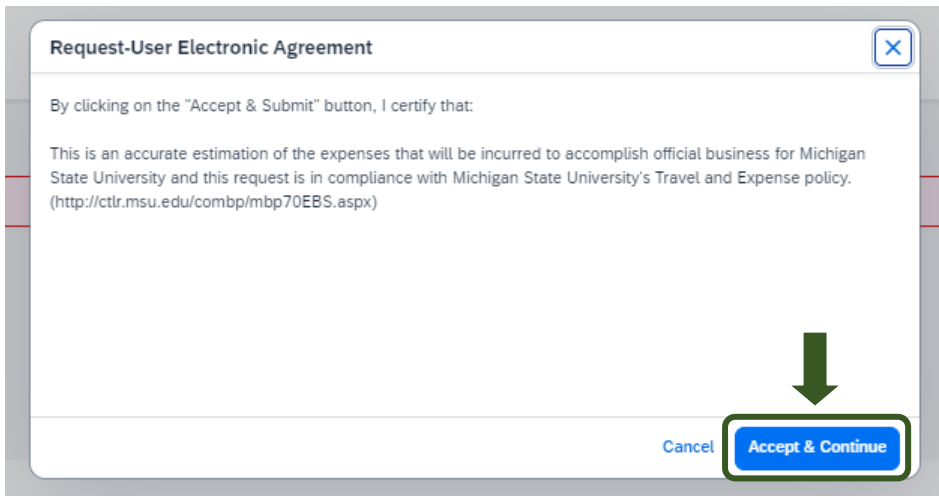 Request-User Electronic Agreement
By clicking on the "Accept & Submit" button, I certify that:
This is an accurate estimation of the expenses that will be incurred to accomplish official business for Michigan
State University and this request is in compliance with Michigan State University's Travel and Expense policy.
(http://ctlr.msu.edu/combp/mbp70EBS.aspx)
Cancel
Accept & Continue